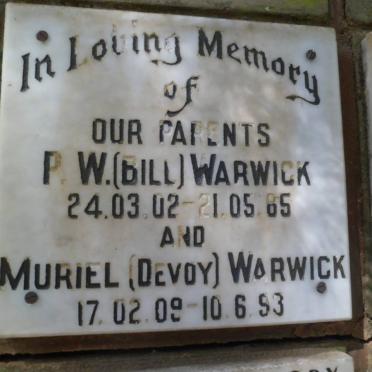 In Loving Memory
of
OUR PARENTS
P. W. (BILL) WARWICK
24.03.02 - 21.05.85
AND
MURIEL (DEVOY) WARWICK
17.02.09 - 10.6.93